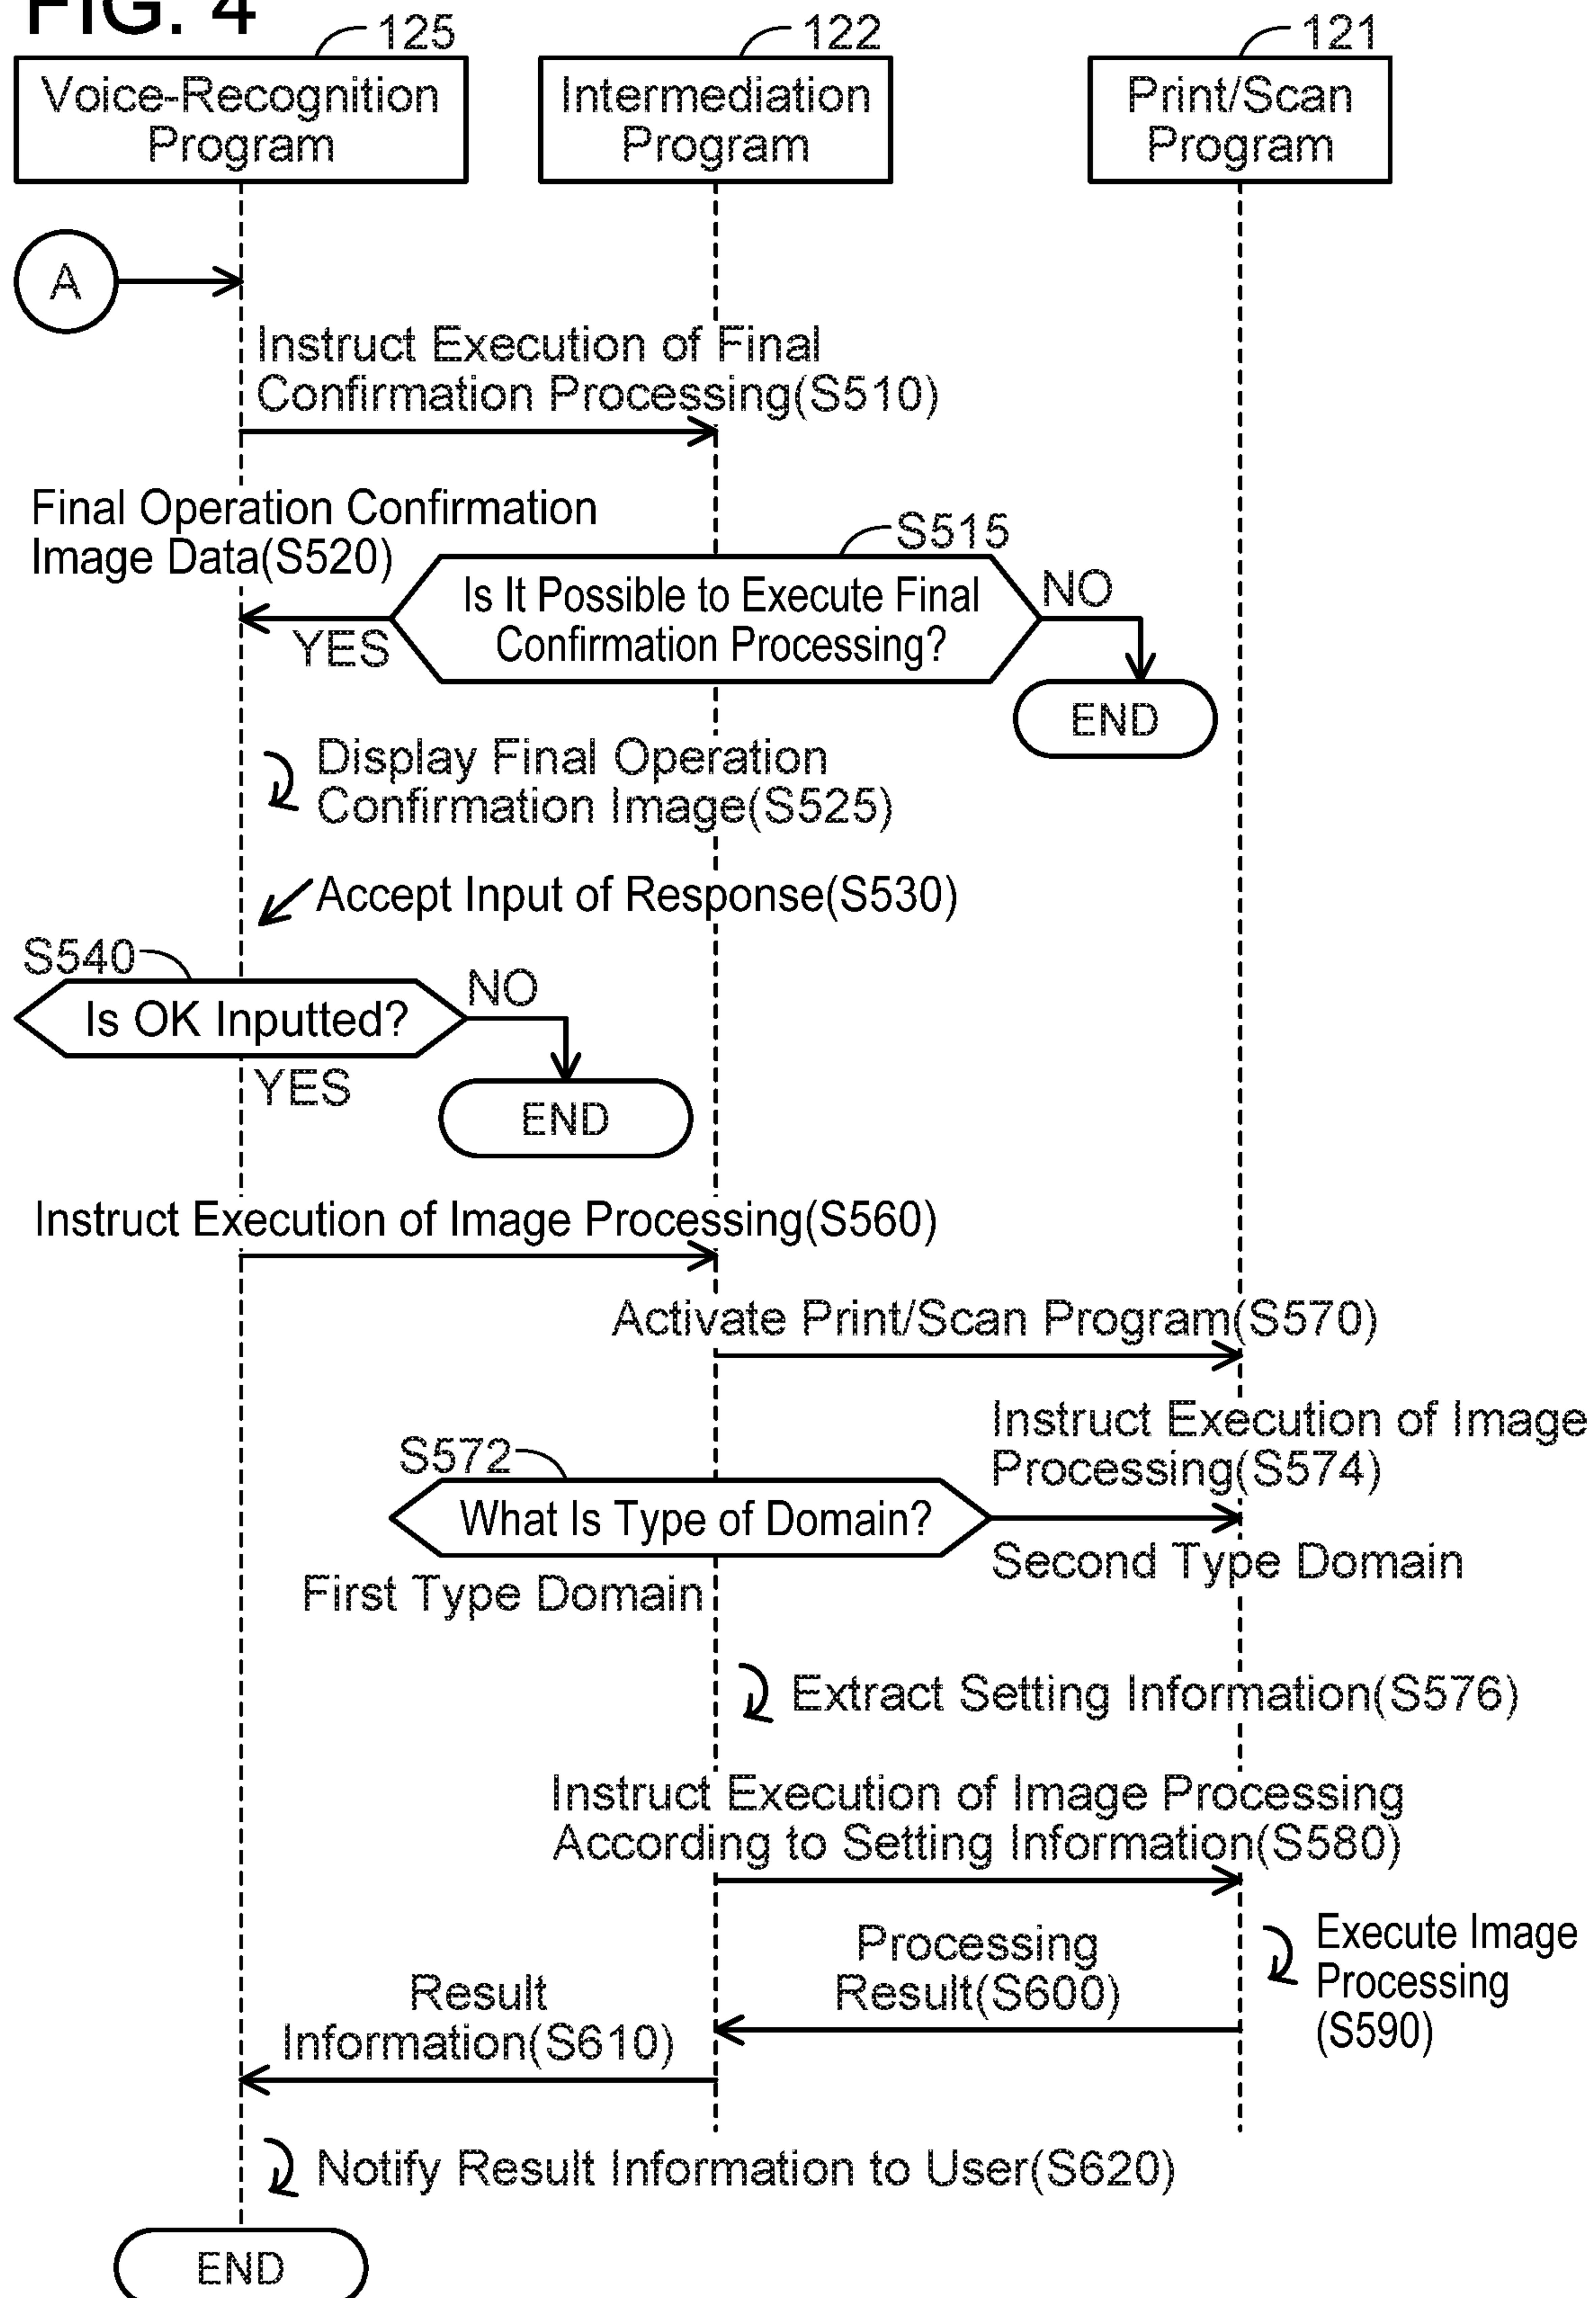 FIG. 4
125
122
121
Voice-Recognition
Program
Intermediation
Program
Print/Scan
Program
A
Instruct Execution of Final
Confirmation Processing(S510)
Final Operation Confirmation
Image Data(S520)
S515
Is It Possible to Execute Final
Confirmation Processing?
NO
YES
END
Display Final Operation
Confirmation Image(S525)
Accept Input of Response(S530)
S540
Is OK Inputted?
NO
YES
END
Instruct Execution of Image Processing(S560)
Activate Print/Scan Program(S570)
Instruct Execution of Image
Processing(S574)
S572
What Is Type of Domain?
Second Type Domain
First Type Domain
Extract Setting Information(S576)
Instruct Execution of Image Processing
According to Setting Information(S580)
Execute Image
Processing
(S590)
Processing
Result(S600)
Result
Information(S610)
Notify Result Information to User(S620)
END